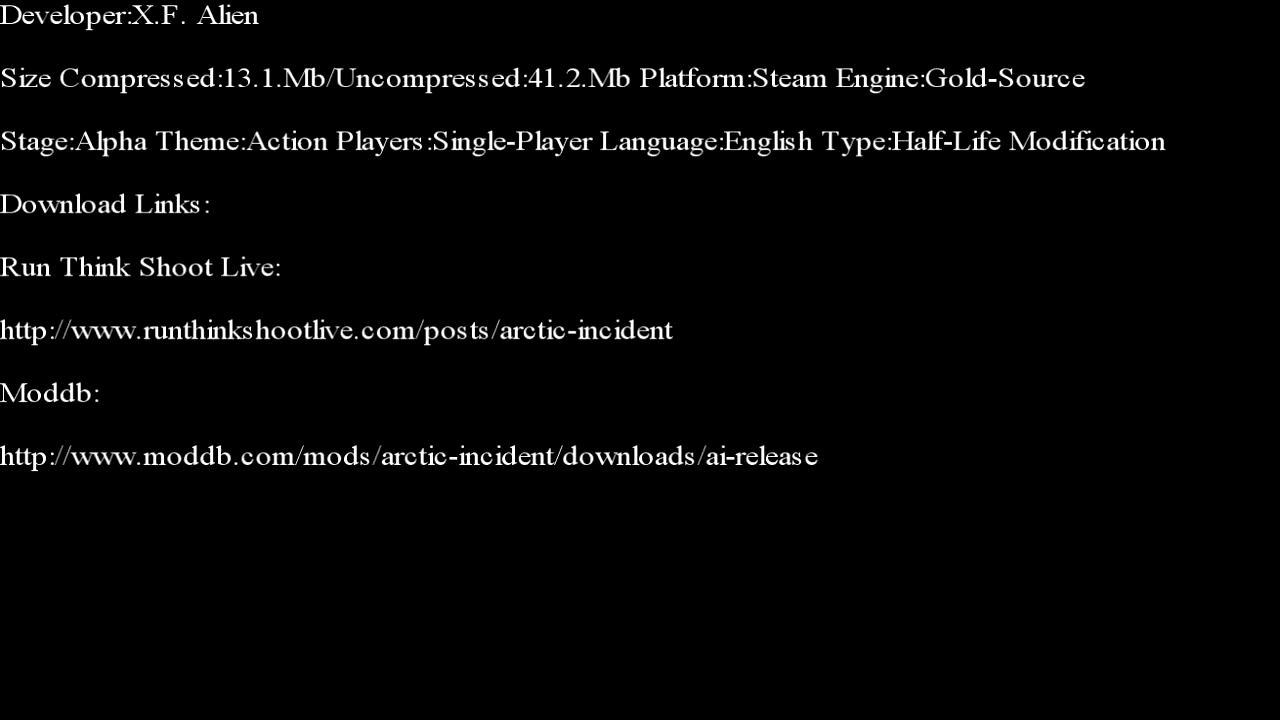 Developer:X.F. Alien
Size Compressed:13.1.Mb/Uncompressed:41.2.Mb Platform:Steam Engine:Gold-Source
Stage:Alpha Theme:Action Players:Single-Player Language:English Type:Half-Life Modification
Download Links:
Run Think Shoot Live:
http://www.runthinkshootlive.com/posts/arctic-incident
Moddb:
http://www.moddb.com/mods/arctic-incident/downloads/ai-release